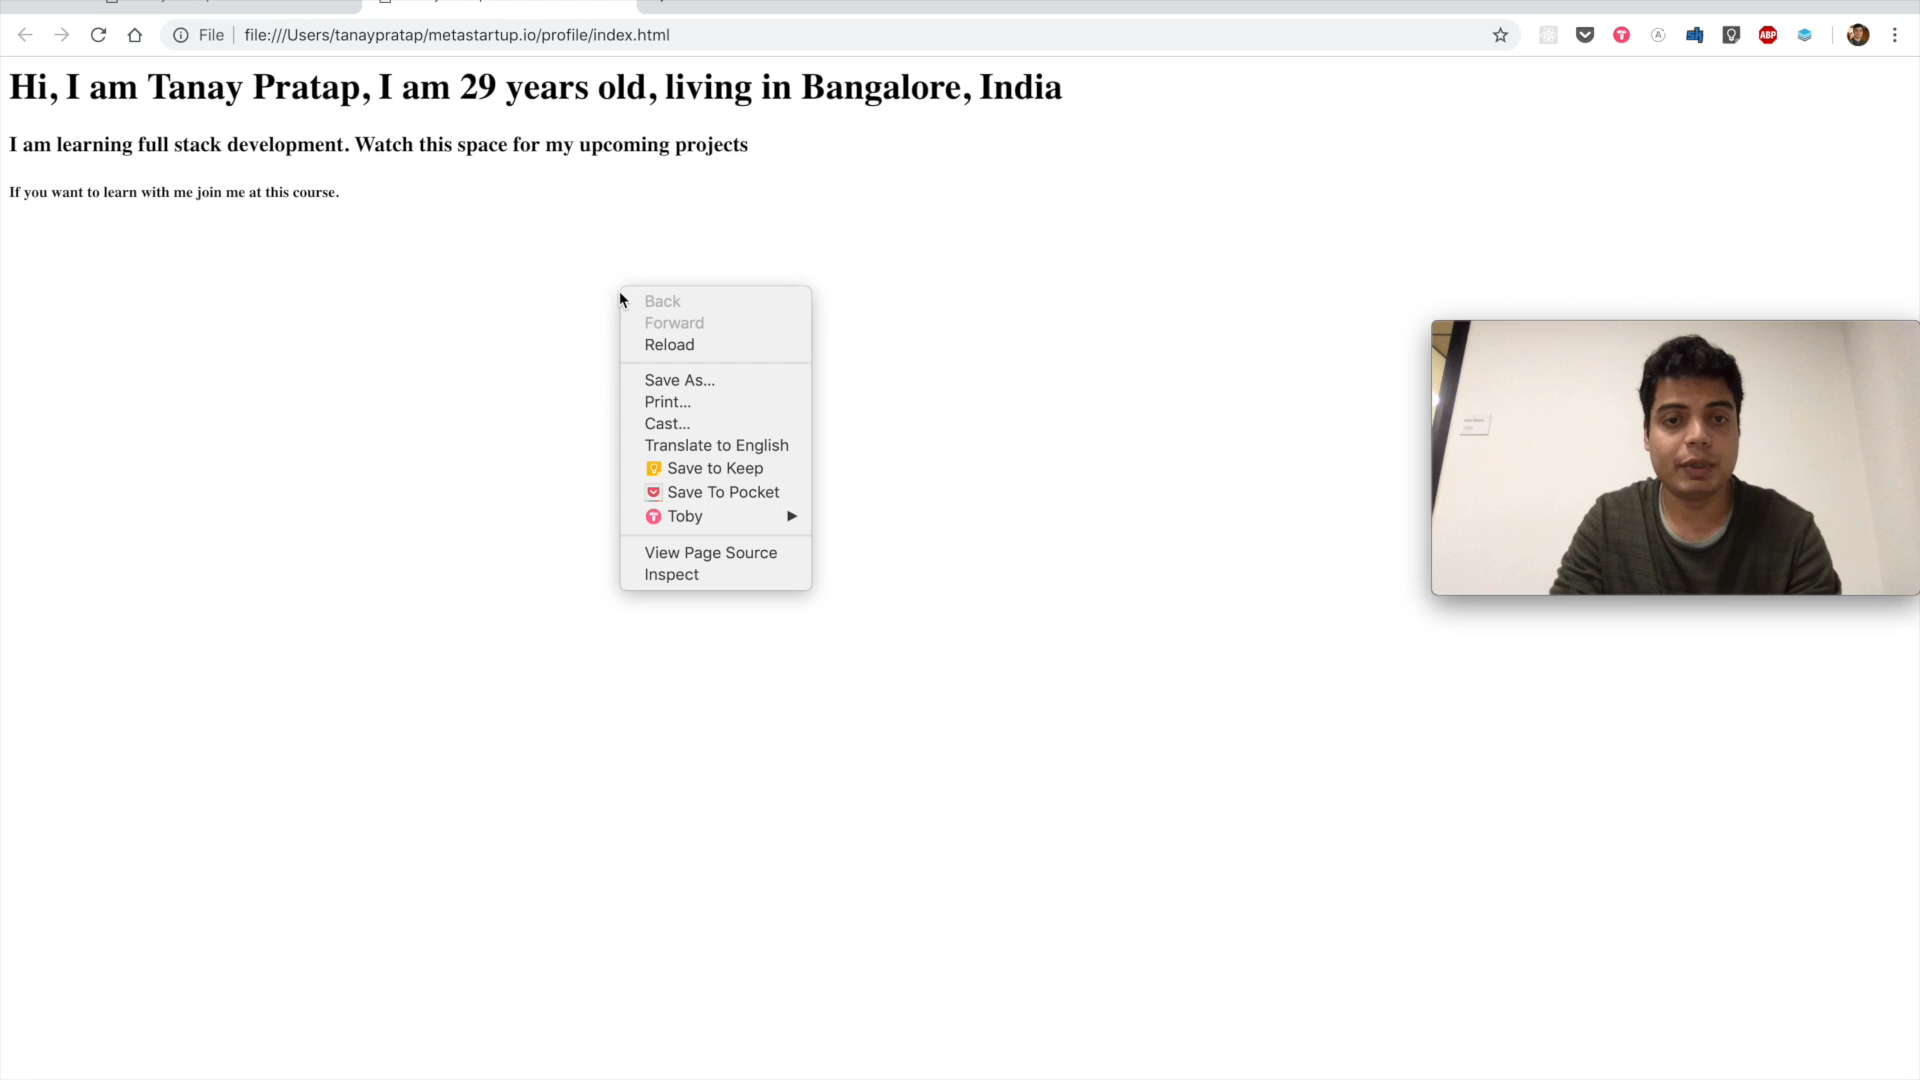 File file:///Users/tanaypratap/metastartup.io/profile/index.html
ABP
Hi, I am Tanay Pratap, I am 29 years old, living in Bangalore, India
I am learning full stack development. Watch this space for my upcoming projects
If you want to learn with me join me at this course.
Back
Forward
Reload
Save As...
Print...
Cast...
Translate to English
Save to Keep
Save To Pocket
Toby
View Page Source
Inspect